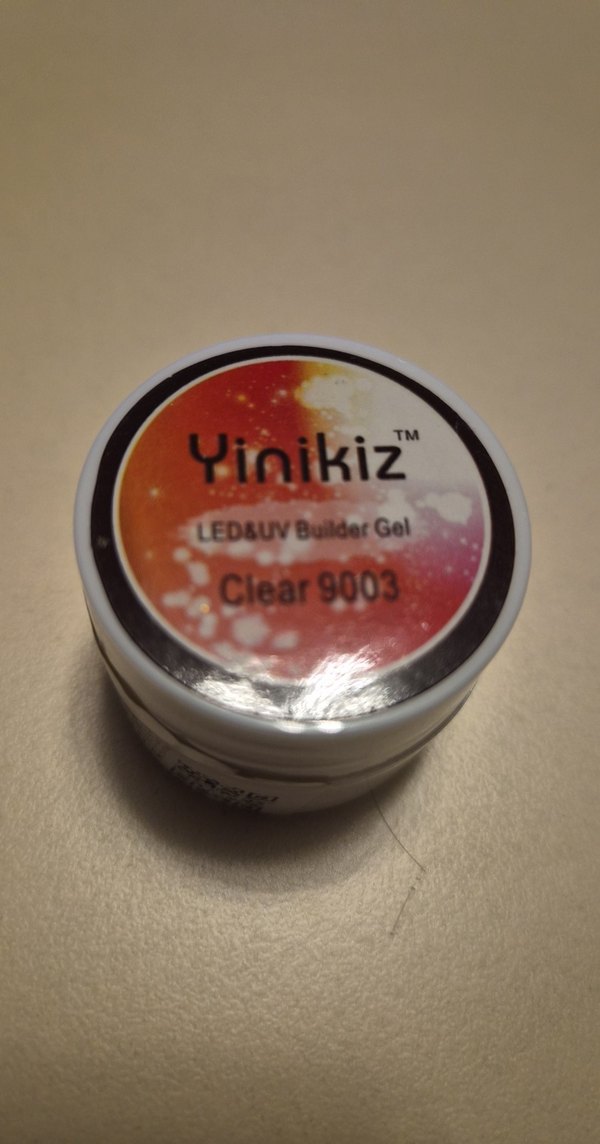 Yinikiz™
LED&UV Builder Gel
Clear 9003